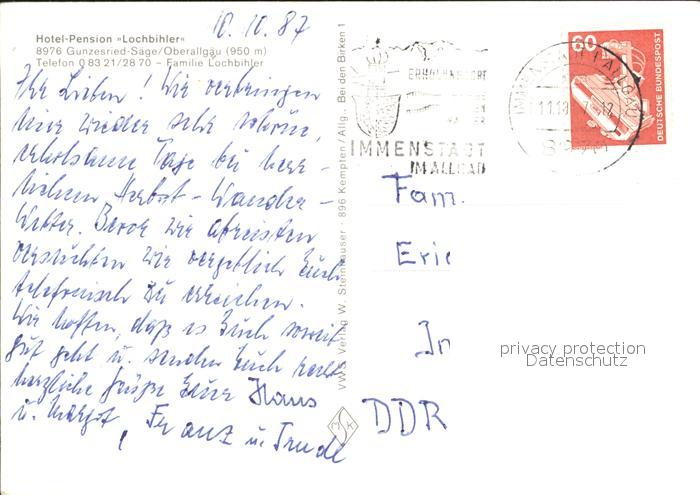 10.10.87
Hotel-Pension »Lochbihler«
8976 Gunzesried-Säge/Oberallgäu (950 m)
Telefon 0 83 21/28 70 – Familie Lochbihler
Ihr Lieben! Wir verbringen
hier wieder sehr schöne,
erholsame Tage bei herr-
lichem Herbst-Wander-
Wetter. Bevor wir abreisten
versuchten wir vergeblich Euch
telefonisch zu erreichen.
Wir hoffen, daß es Euch soweit
gut geht u. senden Euch recht
herzliche Grüße Eure Hans
u. Margot, Franz u. Trude
VWS Verlag W. Steinhauser · 896 Kempten/Allg. · Bei den Birken 1
ERHOLUNGSORT
IMMENSTADT
IM ALLGÄU
60
DEUTSCHE BUNDESPOST
Fam.
Eric
In
DDR
privacy protection
Datenschutz